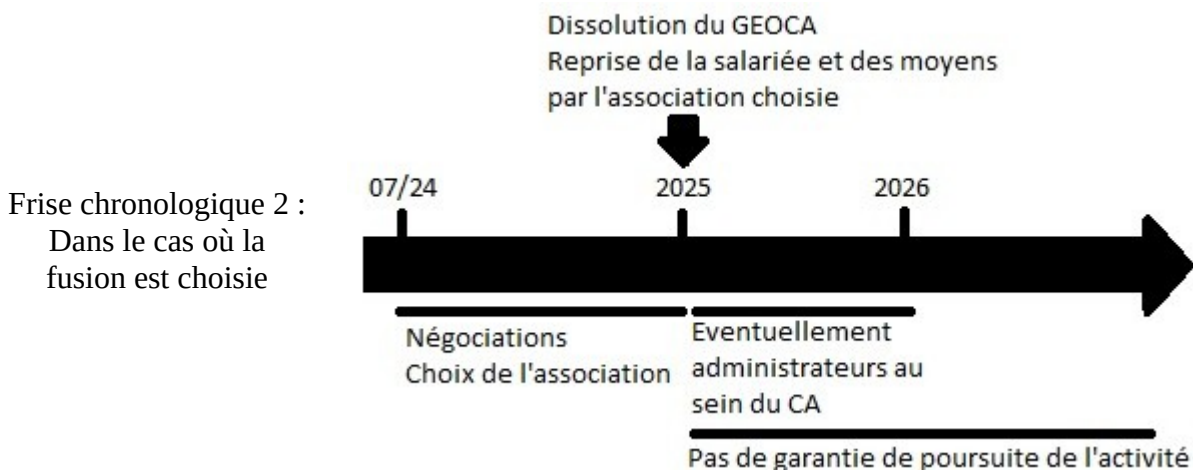 Dissolution du GEOCA
Reprise de la salariée et des moyens
par l'association choisie
Frise chronologique 2 :
Dans le cas où la
fusion est choisie
07/24
2025
2026
Négociations
Choix de l'association
Eventuellement
administrateurs au
sein du CA
Pas de garantie de poursuite de l'activité